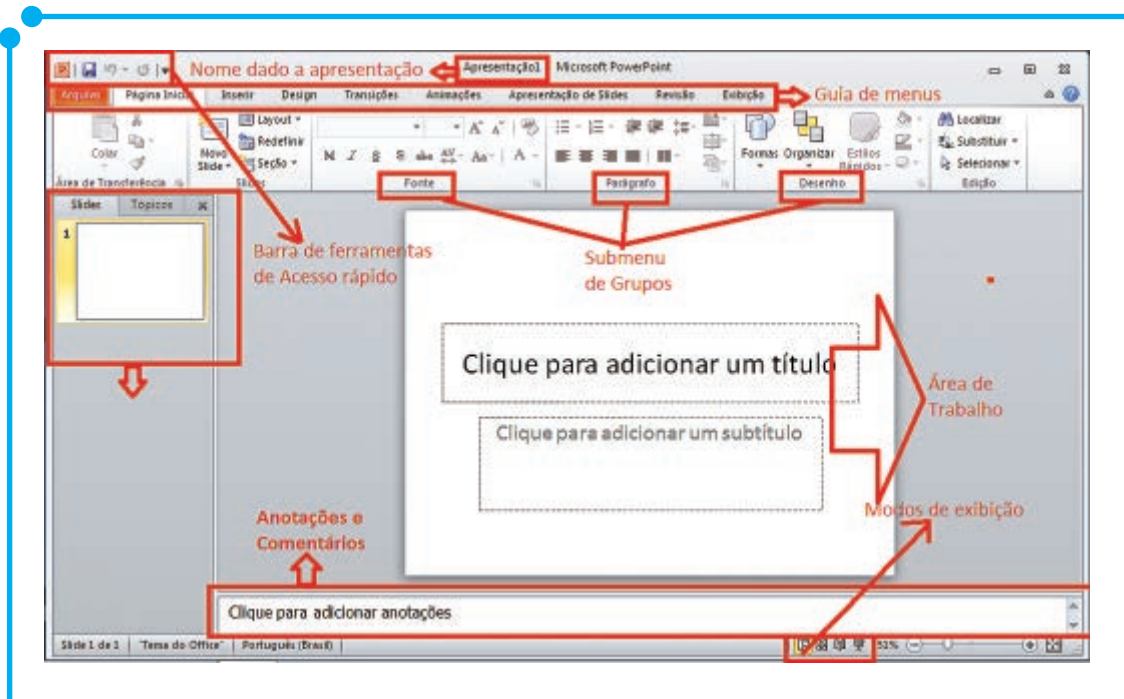 Nome dado a apresentação
Apresentação1 Microsoft PowerPoint
Arquivo Página Inicial Inserir Design Transições Animações Apresentação de Slides Revisão Exibição
Guia de menus
Colar
Novo
Slide
Layout
Redefinir
Seção
N I S S abc AV Aa A
Formas Organizar Estilos
Rápidos
Localizar
Substituir
Selecionar
Área de Transferência Slides Fonte Parágrafo Desenho Edição
Slides Tópicos
1
Barra de ferramentas
de Acesso rápido
Submenu
de Grupos
Clique para adicionar um título
Clique para adicionar um subtítulo
Área de
Trabalho
Modos de exibição
Anotações e
Comentários
Clique para adicionar anotações
Slide 1 de 1 "Tema do Office" Português (Brasil) 51%